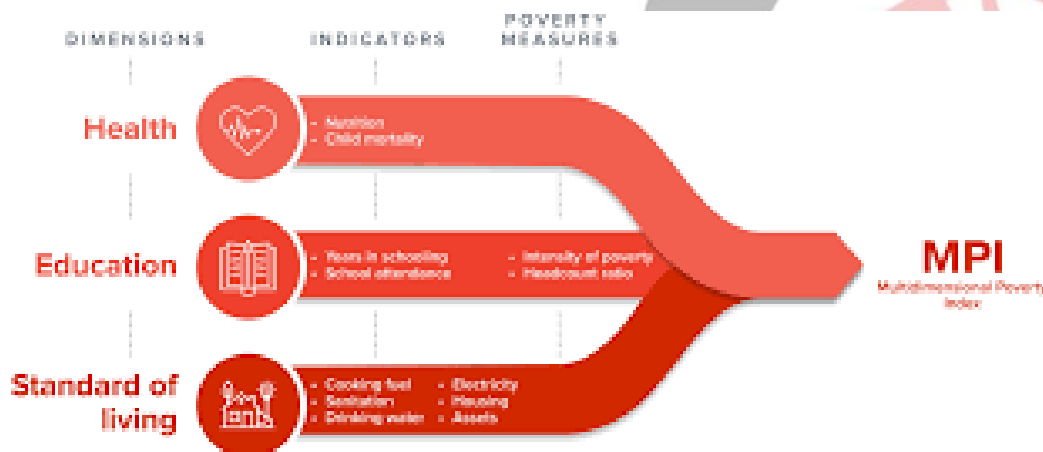 DIMENSIONS
INDICATORS
POVERTY
MEASURES
Health
- Nutrition
- Child mortality
Education
- Years in schooling
- School attendance
- Intensity of poverty
- Headcount ratio
Standard of
living
- Cooking fuel
- Sanitation
- Drinking water
- Electricity
- Housing
- Assets
MPI
Multidimensional Poverty
Index